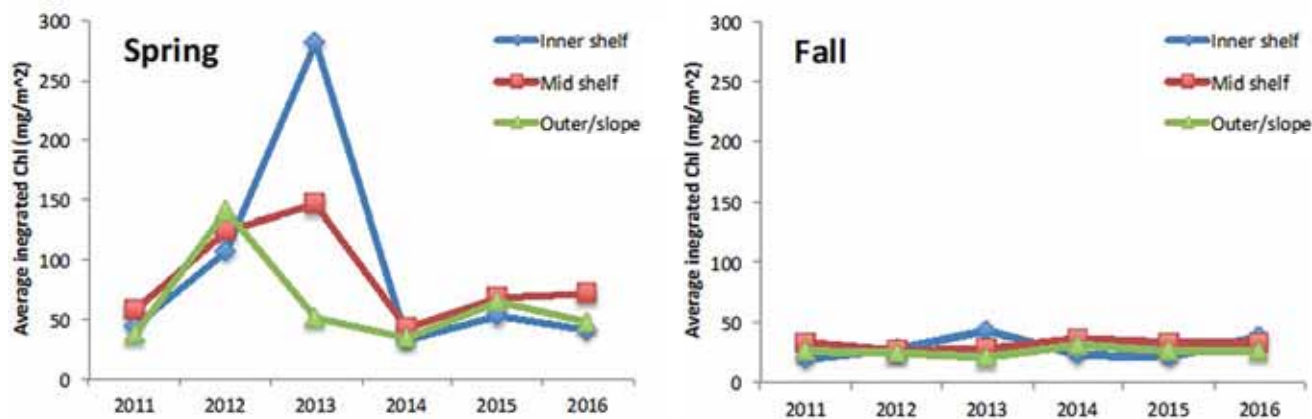 Spring
Average inegrated Chl (mg/m^2)
300
250
200
150
100
50
0
2011 2012 2013 2014 2015 2016
Inner shelf
Mid shelf
Outer/slope
Fall
Average inegrated Chl (mg/m^2)
300
250
200
150
100
50
0
2011 2012 2013 2014 2015 2016
Inner shelf
Mid shelf
Outer/slope